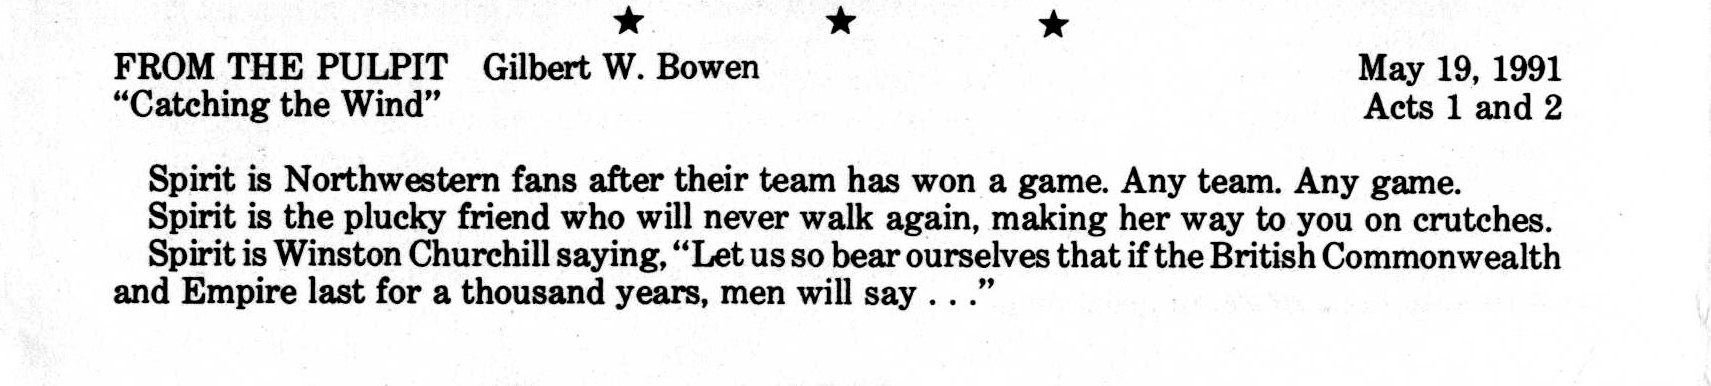 ★ ★ ★
FROM THE PULPIT Gilbert W. Bowen May 19, 1991
“Catching the Wind” Acts 1 and 2
Spirit is Northwestern fans after their team has won a game. Any team. Any game.
Spirit is the plucky friend who will never walk again, making her way to you on crutches.
Spirit is Winston Churchill saying, “Let us so bear ourselves that if the British Commonwealth
and Empire last for a thousand years, men will say . . .”